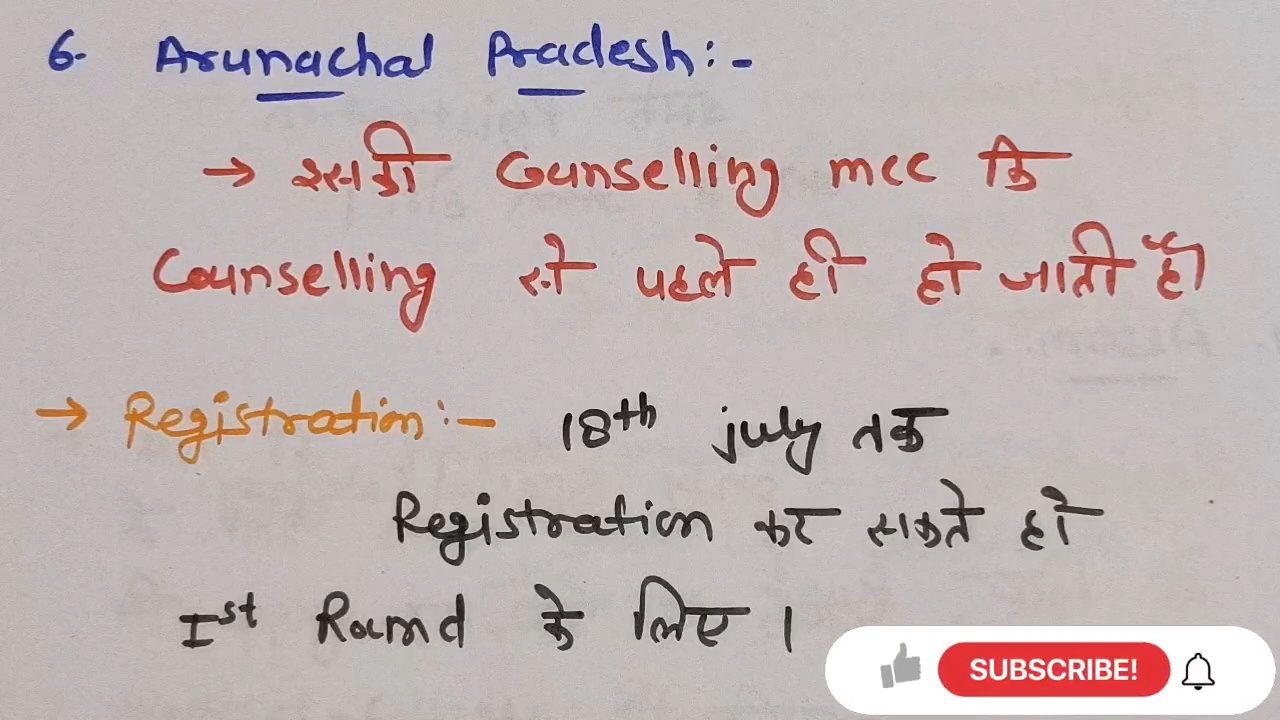 6. Arunachal Pradesh:-
→ इसकी Counselling mcc कि
Counselling से पहले ही हो जाती है।
→ Registration:- 18th july तक
Registration कर सकते हो
Ist Round के लिए।
SUBSCRIBE!